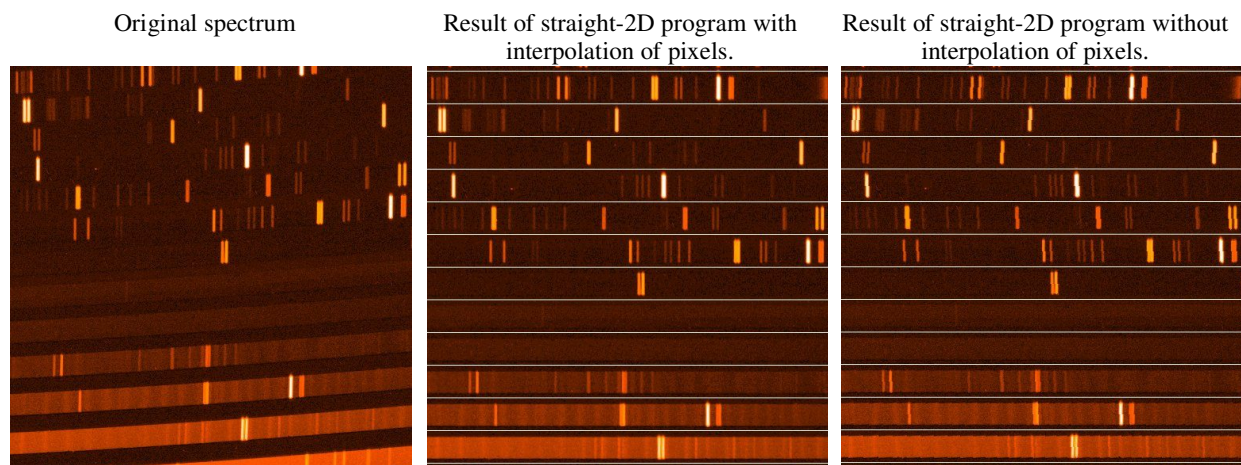 Original spectrum
Result of straight-2D program with
interpolation of pixels.
Result of straight-2D program without
interpolation of pixels.